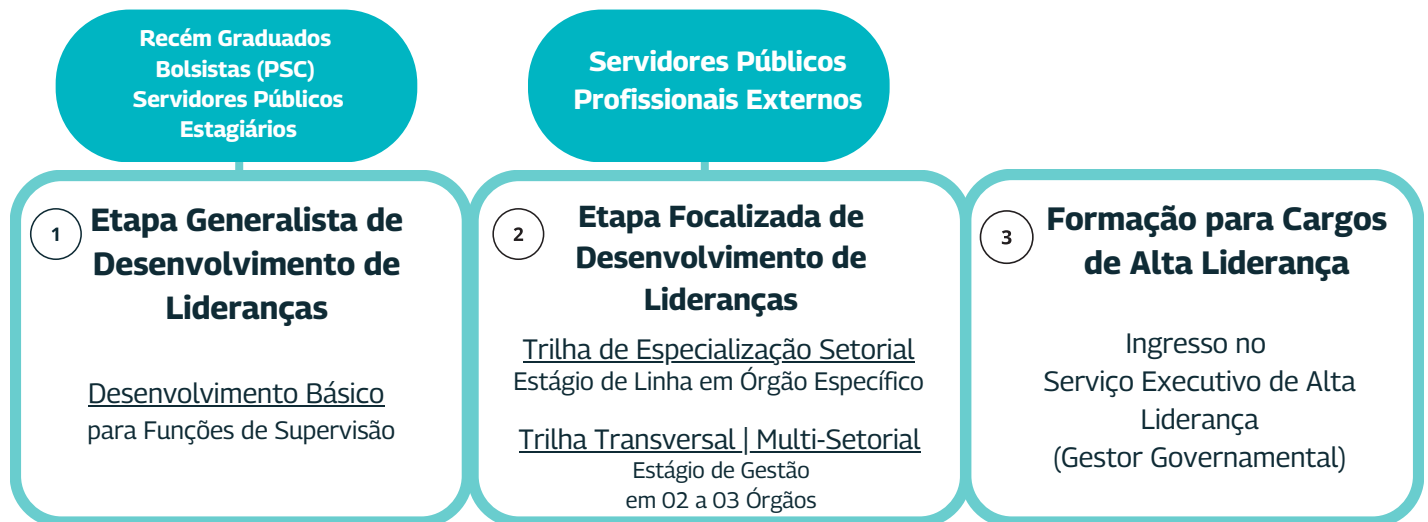 Recém Graduados
Bolsistas (PSC)
Servidores Públicos
Estagiários
Servidores Públicos
Profissionais Externos
1
Etapa Generalista de
Desenvolvimento de
Lideranças
Desenvolvimento Básico
para Funções de Supervisão
2
Etapa Focalizada de
Desenvolvimento de
Lideranças
Trilha de Especialização Setorial
Estágio de Linha em Órgão Específico
Trilha Transversal | Multi-Setorial
Estágio de Gestão
em 02 a 03 Órgãos
3
Formação para Cargos
de Alta Liderança
Ingresso no
Serviço Executivo de Alta
Liderança
(Gestor Governamental)